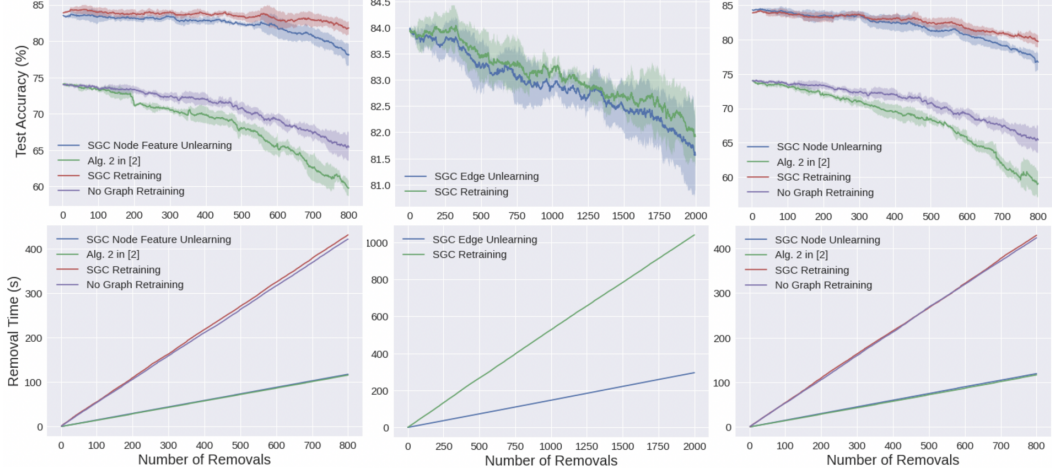 Test Accuracy (%)
85
80
75
70
65
60
SGC Node Feature Unlearning
Alg. 2 in [2]
SGC Retraining
No Graph Retraining
0 100 200 300 400 500 600 700 800
84.5
84.0
83.5
83.0
82.5
82.0
81.5
81.0
SGC Edge Unlearning
SGC Retraining
0 250 500 750 1000 1250 1500 1750 2000
85
80
75
70
65
60
SGC Node Unlearning
Alg. 2 in [2]
SGC Retraining
No Graph Retraining
0 100 200 300 400 500 600 700 800
Removal Time (s)
400
300
200
100
0
SGC Node Feature Unlearning
Alg. 2 in [2]
SGC Retraining
No Graph Retraining
0 100 200 300 400 500 600 700 800
Number of Removals
1000
800
600
400
200
0
SGC Edge Unlearning
SGC Retraining
0 250 500 750 1000 1250 1500 1750 2000
Number of Removals
400
300
200
100
0
SGC Node Unlearning
Alg. 2 in [2]
SGC Retraining
No Graph Retraining
0 100 200 300 400 500 600 700 800
Number of Removals